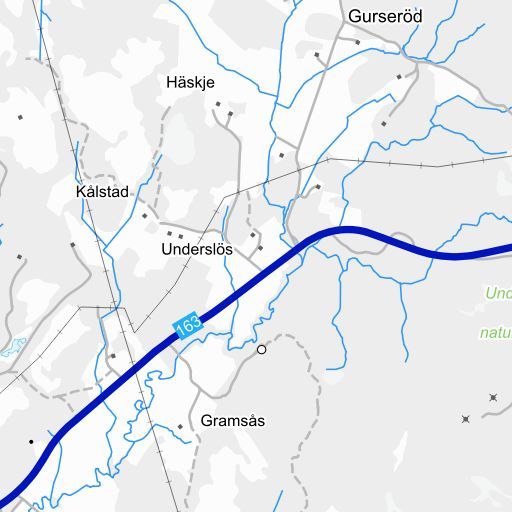 Gurseröd
Häskje
Kålstad
Underslös
Und
163
natu
Gramsås